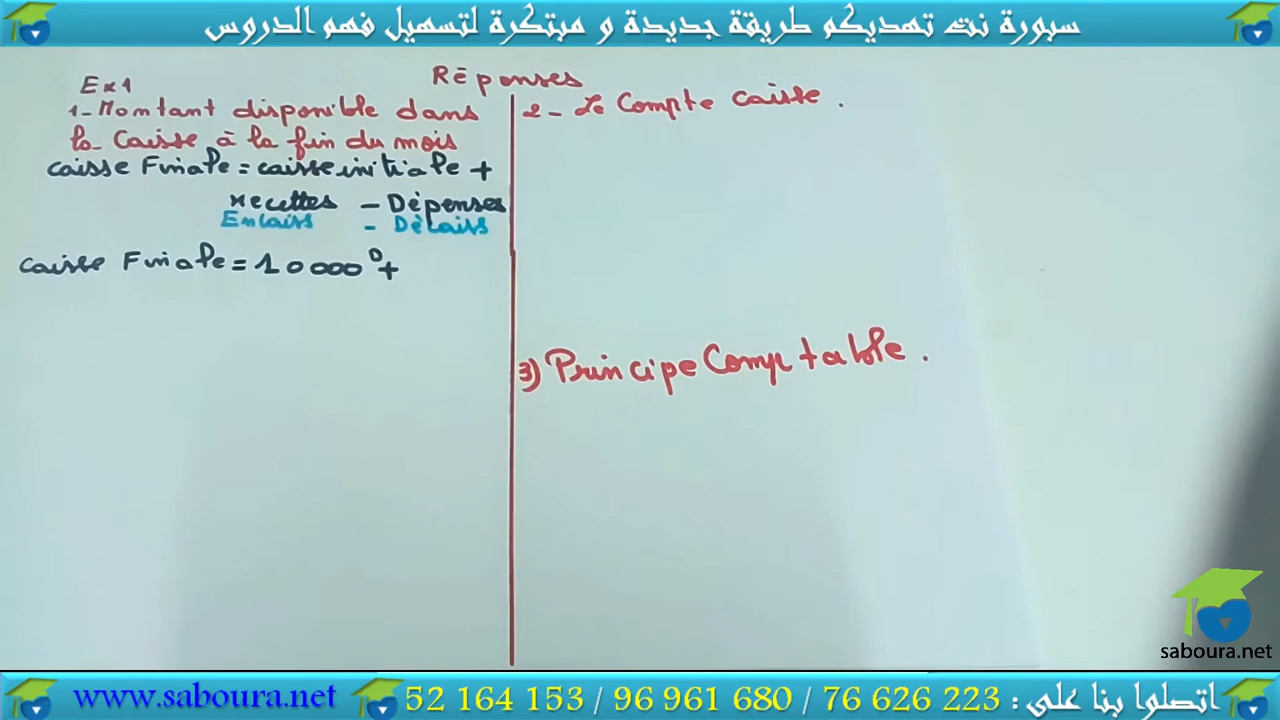 سبورة نت تهديكم طريقة جديدة و مبتكرة لتسهيل فهم الدروس
Réponses
Ex 1
1-Montant disponible dans
la Caisse à la fin du mois
caisse Finale = caisse initiale +
recettes - Dépenses
Encaiss - Décaiss
caisse Finale = 10 000 D +
2- Le Compte caisse .
3) Principe Comptable .
saboura.net
www.saboura.net
52 164 153 / 96 961 680 / 76 626 223 : اتصلوا بنا على